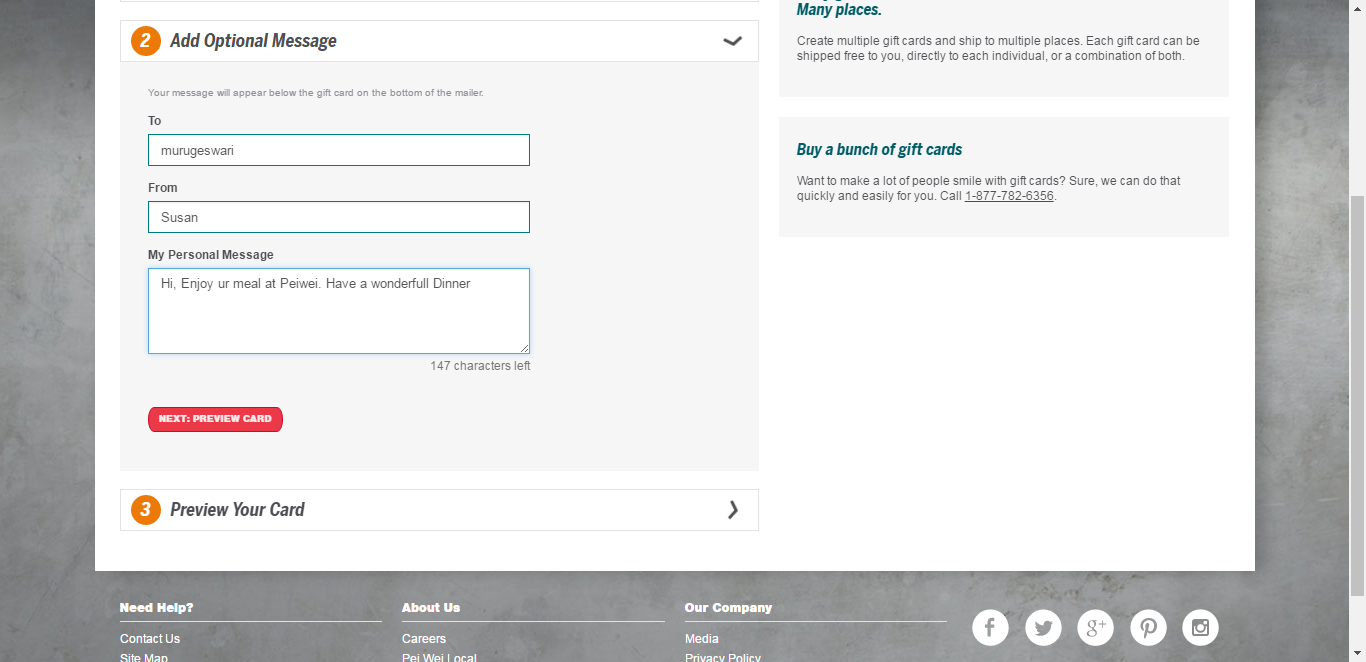 2 Add Optional Message
Your message will appear below the gift card on the bottom of the mailer.
To
murugeswari
From
Susan
My Personal Message
Hi, Enjoy ur meal at Peiwei. Have a wonderfull Dinner
147 characters left
NEXT: PREVIEW CARD
3 Preview Your Card
Many places.
Create multiple gift cards and ship to multiple places. Each gift card can be
shipped free to you, directly to each individual, or a combination of both.
Buy a bunch of gift cards
Want to make a lot of people smile with gift cards? Sure, we can do that
quickly and easily for you. Call 1-877-782-6356.
Need Help?
Contact Us
Site Map
About Us
Careers
Pei Wei Local
Our Company
Media
Privacy Policy